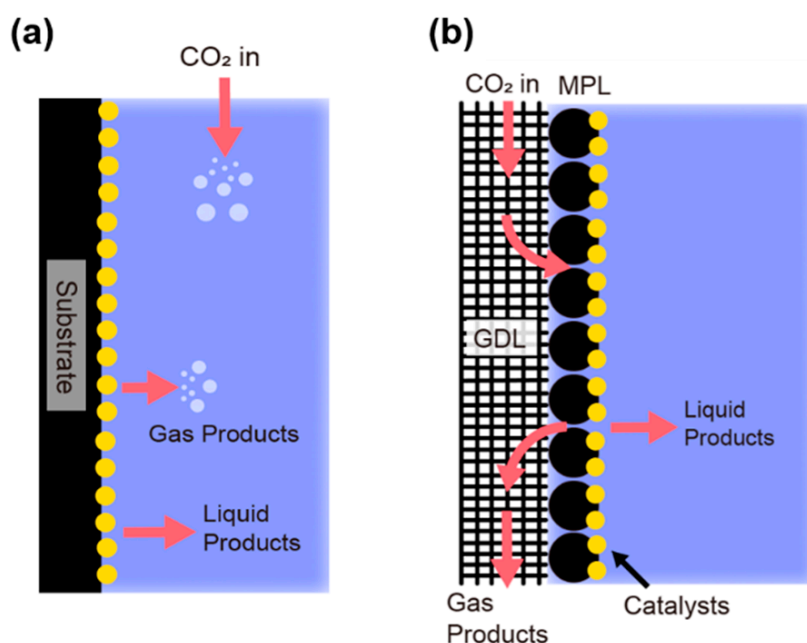 (a)
CO₂ in
Substrate
Gas Products
Liquid
Products
(b)
CO₂ in
MPL
GDL
Liquid
Products
Gas
Products
Catalysts